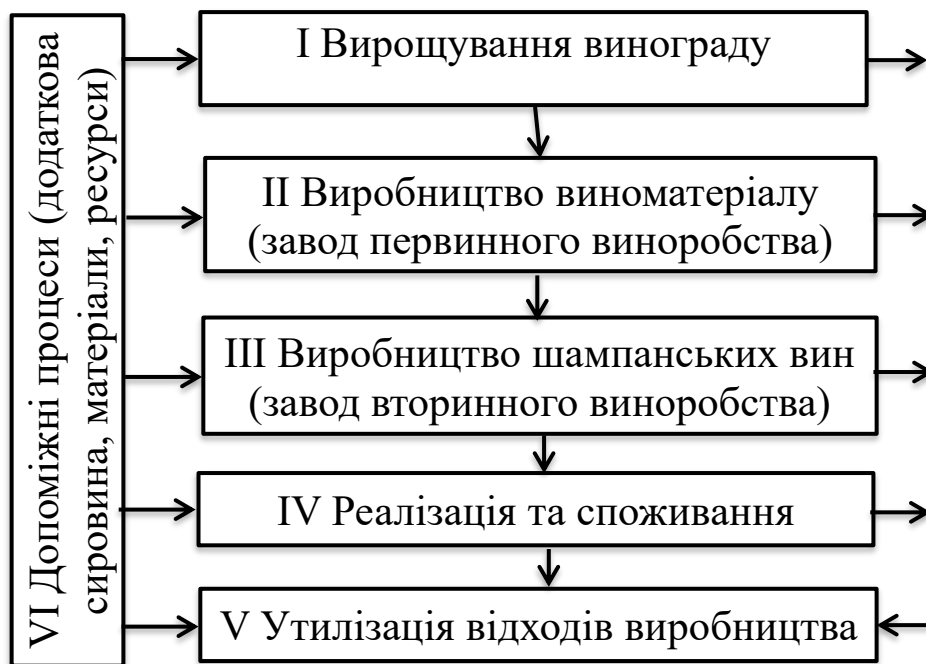 VI Допоміжні процеси (додаткова
сировина, матеріали, ресурси)
I Вирощування винограду
II Виробництво виноматеріалу
(завод первинного виноробства)
III Виробництво шампанських вин
(завод вторинного виноробства)
IV Реалізація та споживання
V Утилізація відходів виробництва